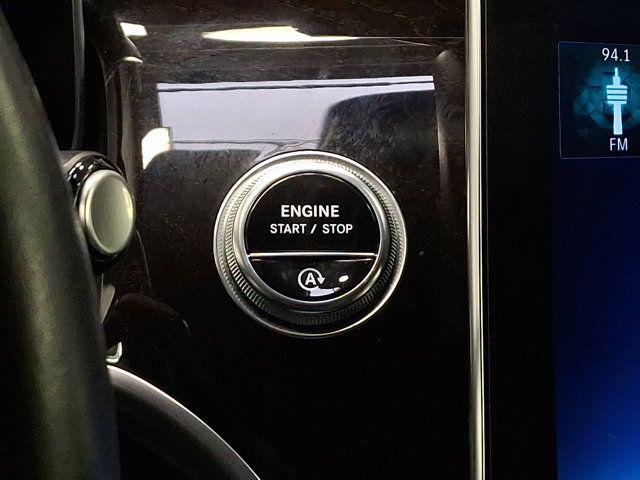 94.1
FM
ENGINE
START / STOP
A